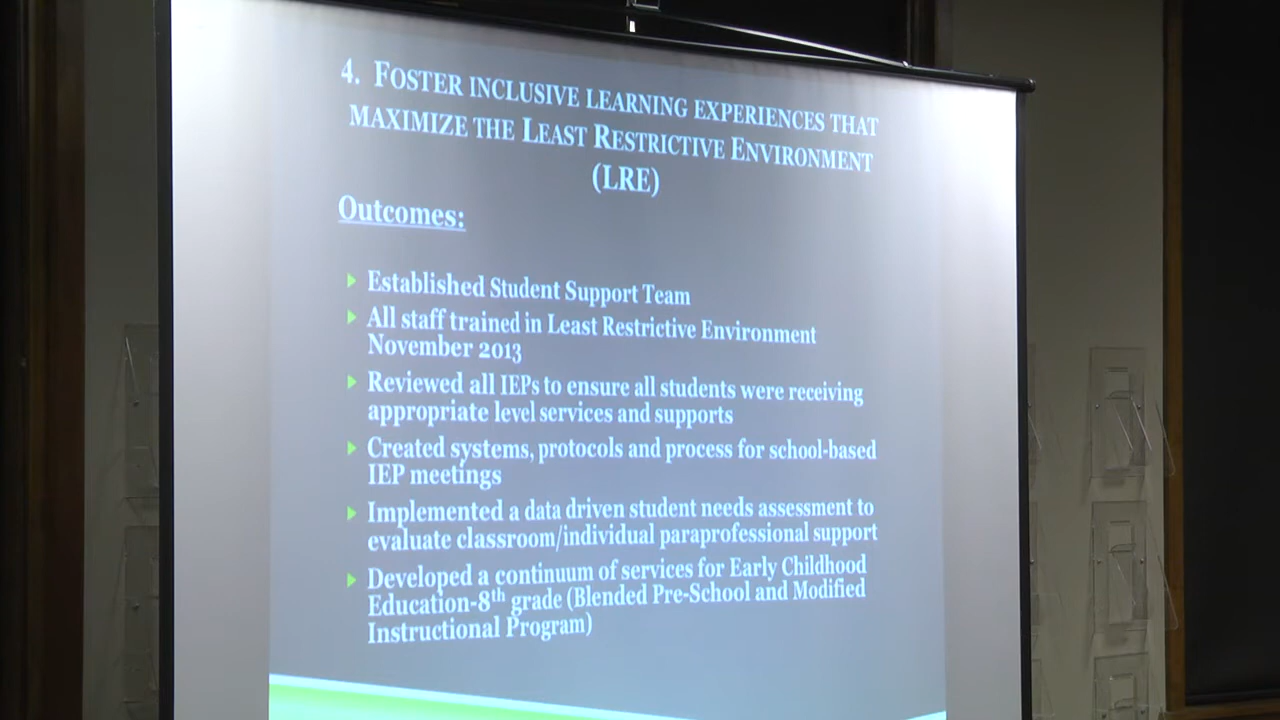 4. FOSTER INCLUSIVE LEARNING EXPERIENCES THAT
MAXIMIZE THE LEAST RESTRICTIVE ENVIRONMENT
(LRE)
Outcomes:
Established Student Support Team
All staff trained in Least Restrictive Environment
November 2013
Reviewed all IEPs to ensure all students were receiving
appropriate level services and supports
Created systems, protocols and process for school-based
IEP meetings
Implemented a data driven student needs assessment to
evaluate classroom/individual paraprofessional support
Developed a continuum of services for Early Childhood
Education-8th grade (Blended Pre-School and Modified
Instructional Program)